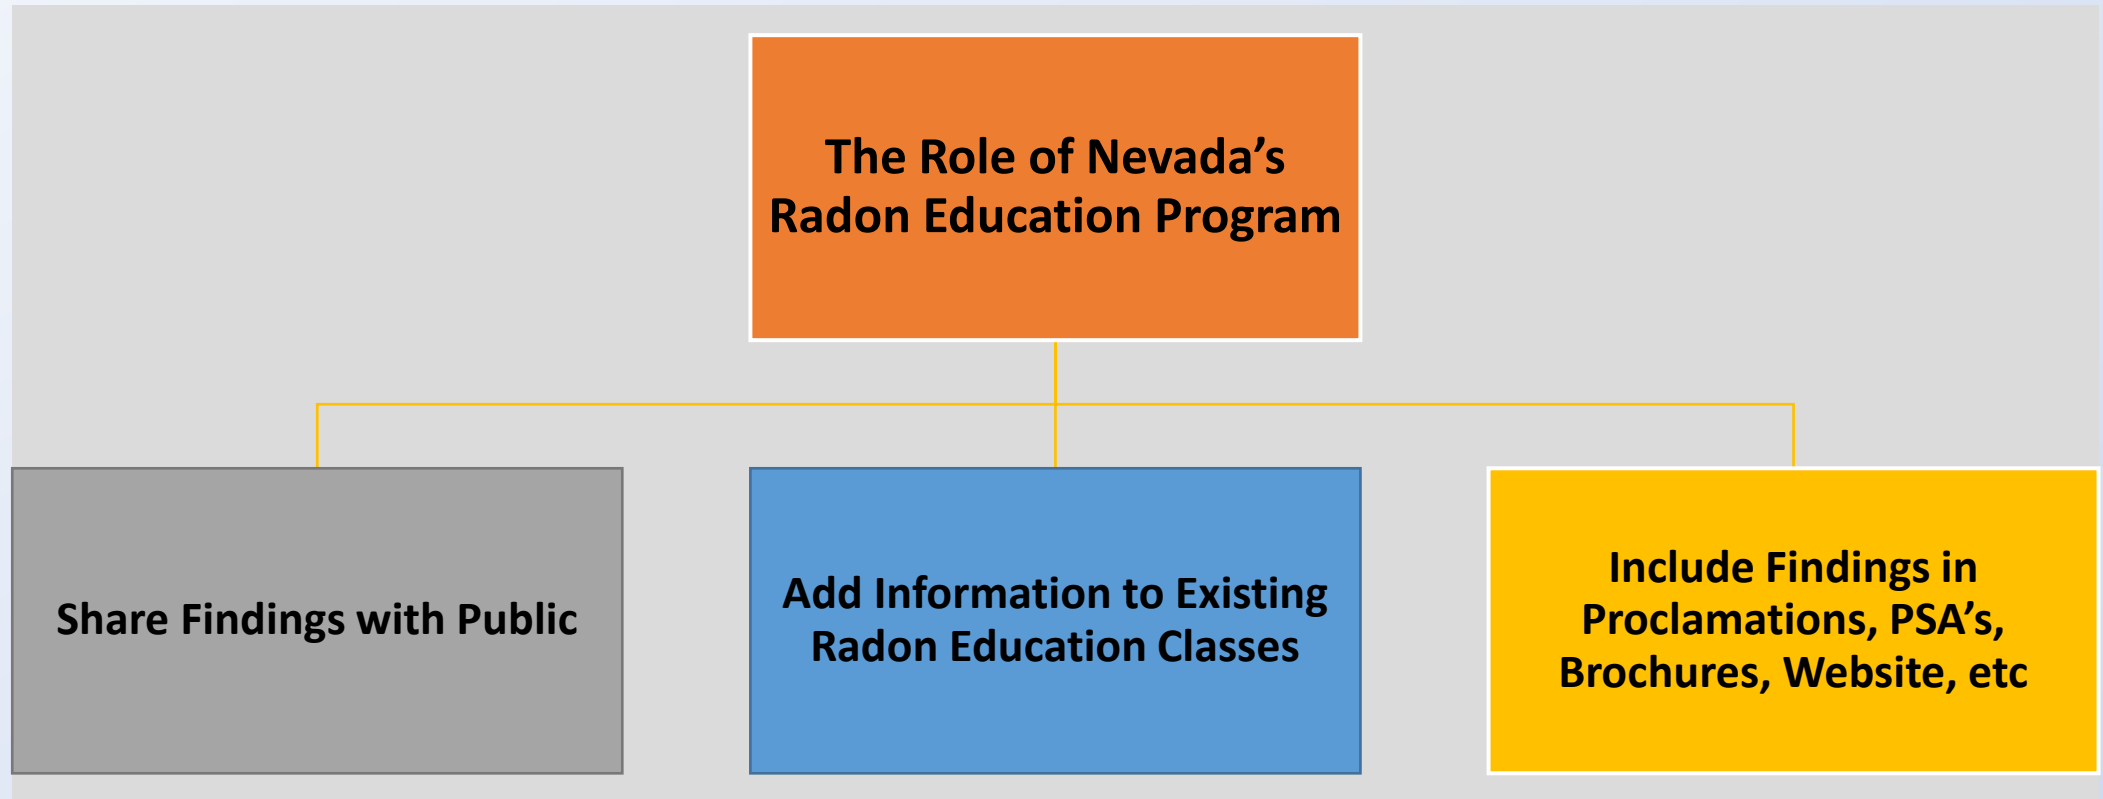 The Role of Nevada’s
Radon Education Program
Share Findings with Public
Add Information to Existing
Radon Education Classes
Include Findings in
Proclamations, PSA’s,
Brochures, Website, etc